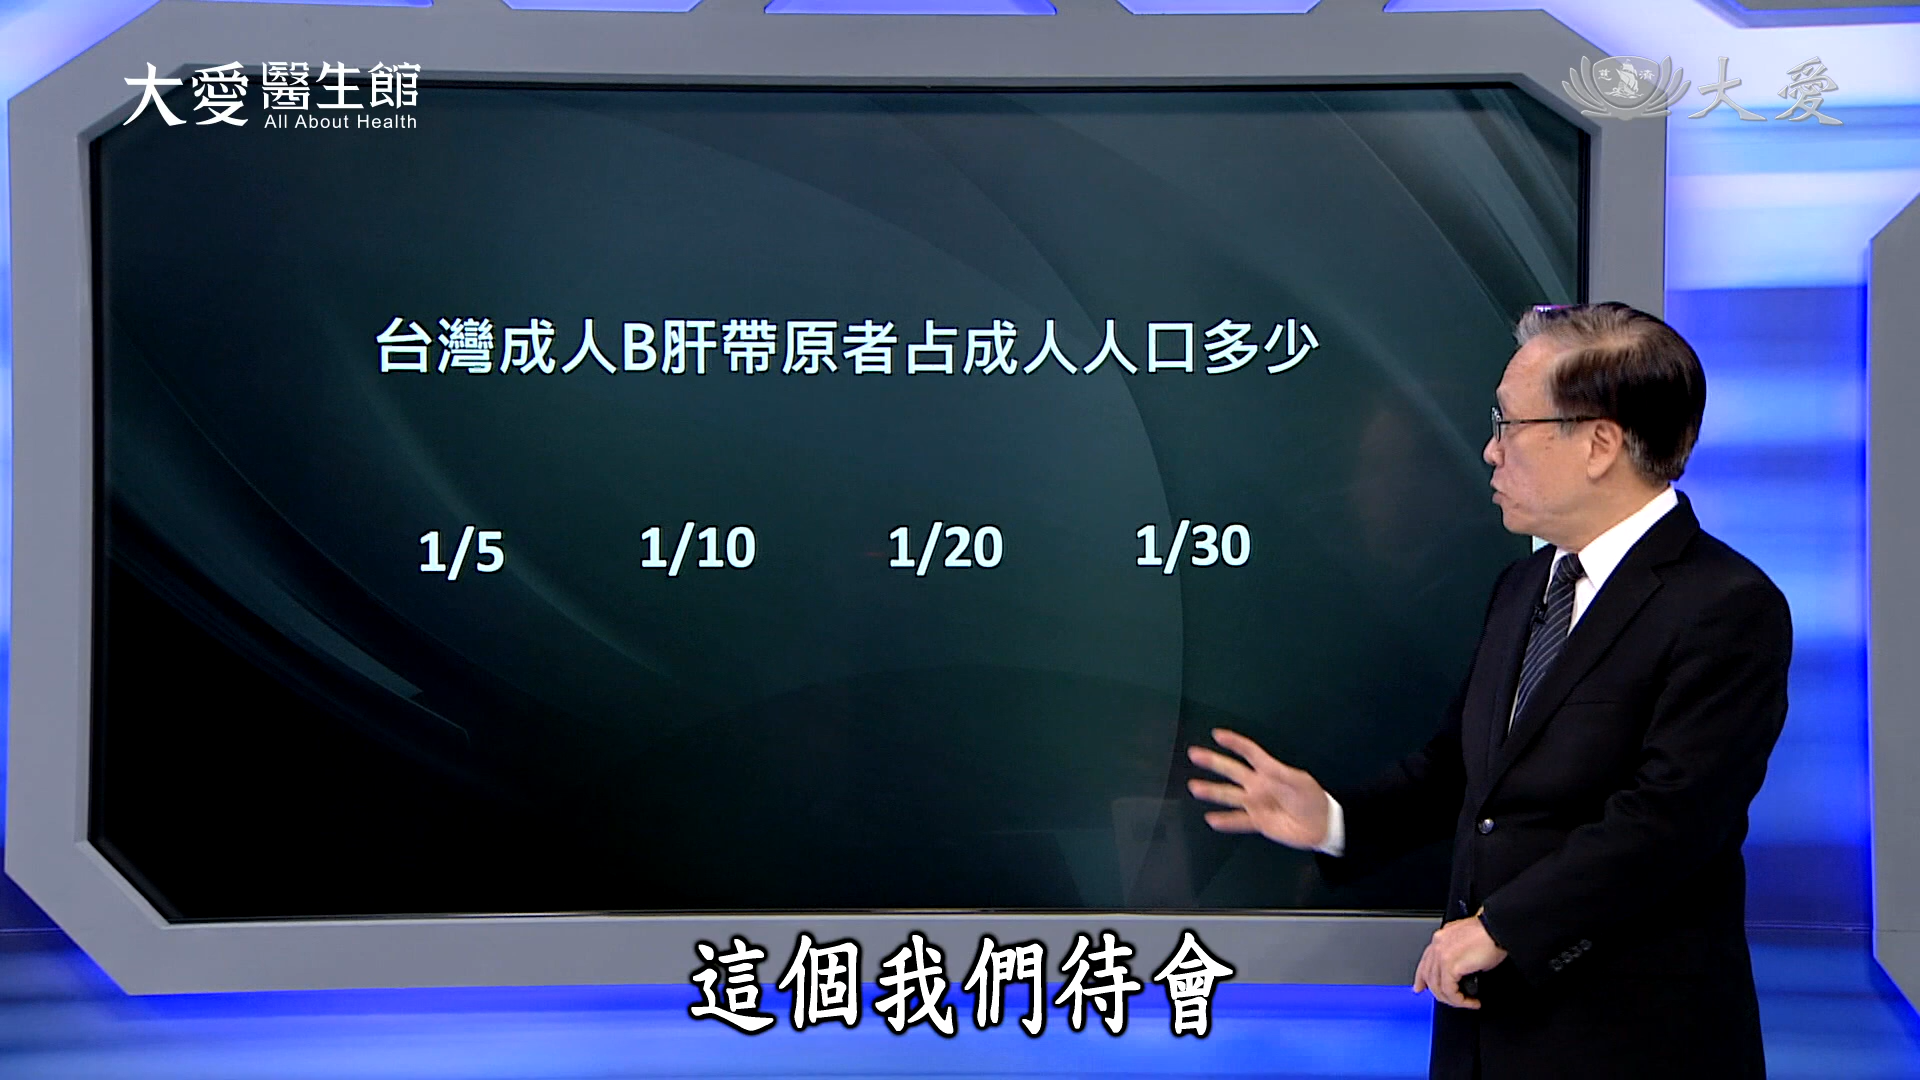 大愛醫生館
All About Health
慈濟
大愛
台灣成人B肝帶原者占成人人口多少
1/5 1/10 1/20 1/30
這個我們待會